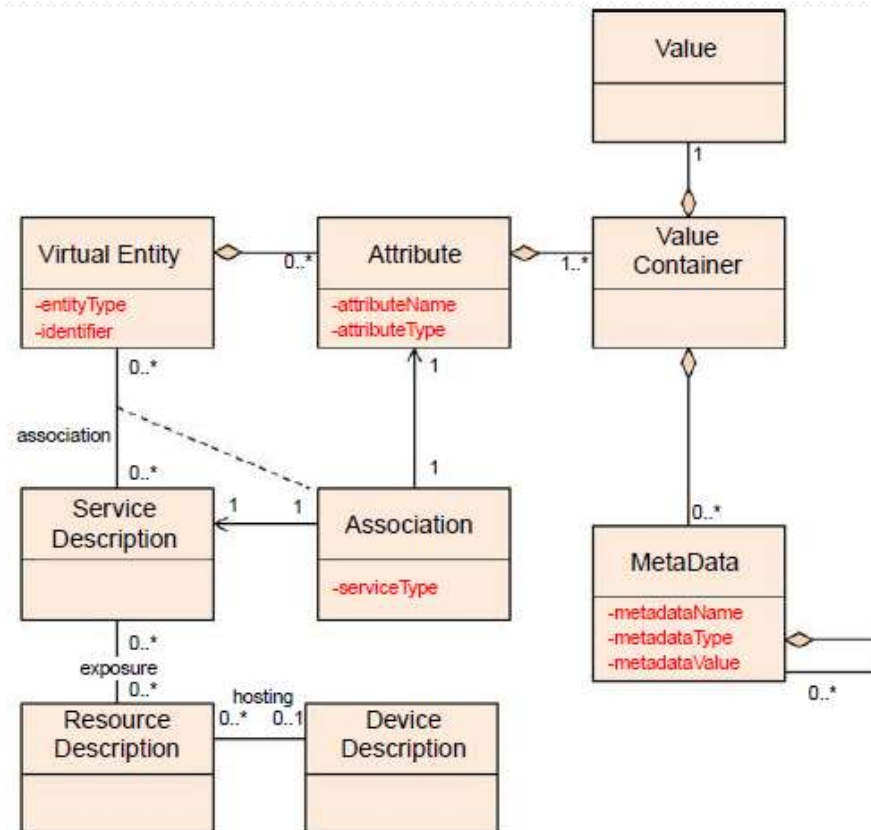 Value
1
Virtual Entity
-entityType
-identifier
0..*
Attribute
-attributeName
-attributeType
1..*
Value
Container
0..*
association
0..*
1
1
Service
Description
1
1
Association
-serviceType
0..*
MetaData
-metadataName
-metadataType
-metadataValue
0..*
0..*
exposure
0..*
Resource
Description
hosting
0..*
0..1
Device
Description